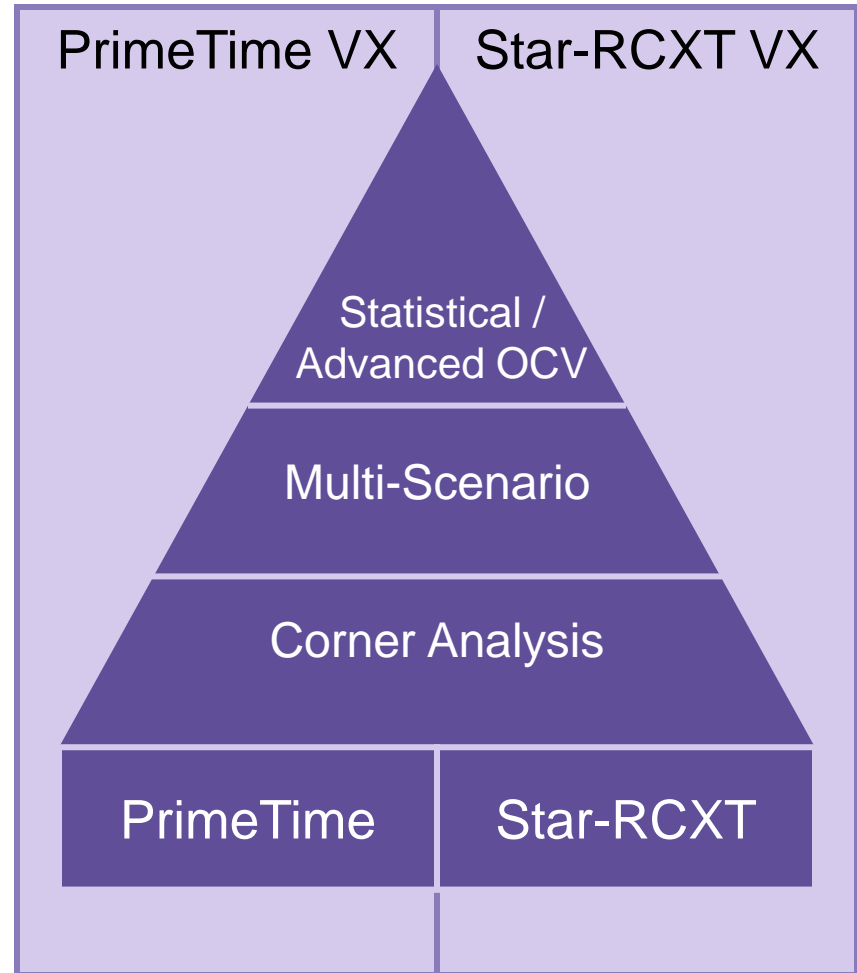 PrimeTime VX
Star-RCXT VX
Statistical /
Advanced OCV
Multi-Scenario
Corner Analysis
PrimeTime
Star-RCXT